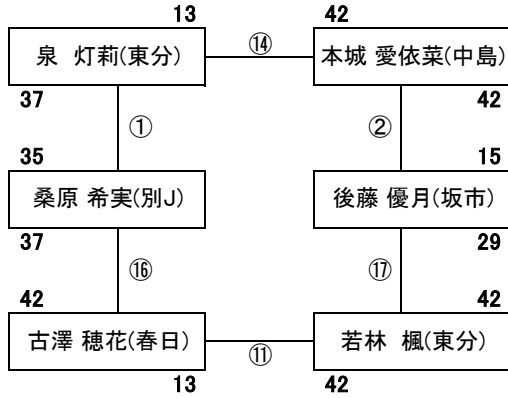 13 42
泉 灯莉(東分) ⑭ 本城 愛依菜(中島)
37 42
① ②
35 15
桑原 希実(別J) 後藤 優月(坂市)
37 29
⑯ ⑰
42 42
古澤 穂花(春日) ⑪ 若林 楓(東分)
13 42